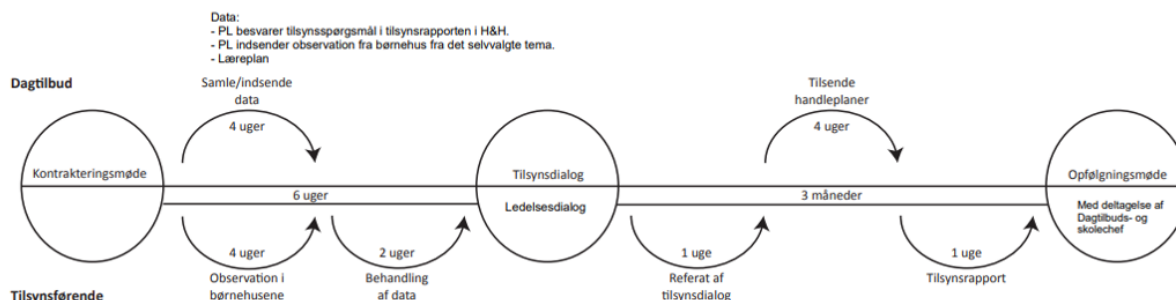 Data:
- PL besvarer tilsynsspørgsmål i tilsynsrapporten i H&H.
- PL indsender observation fra børnehus fra det selvvalgte tema.
- Læreplan
Dagtilbud
Samle/indsende
data
4 uger
Tilsende
handleplaner
4 uger
Kontrakteringsmøde
Tilsynsdialog
Opfølgningsmøde
6 uger
Ledelsesdialog
3 måneder
Med deltagelse af
Dagtilbuds- og
skolechef
4 uger
Observation i
børnehusene
2 uger
Behandling
af data
1 uge
Referat af
tilsynsdialog
1 uge
Tilsynsrapport
Tilsynsførende